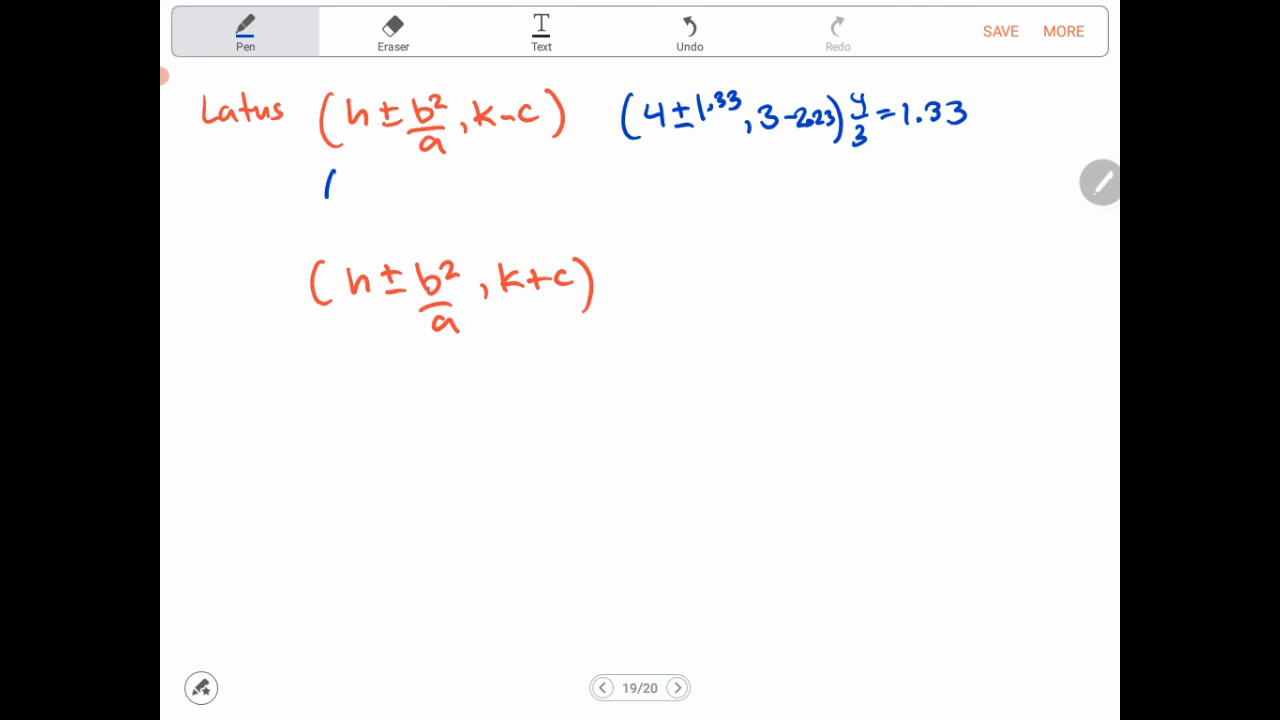 Pen Eraser Text Undo Redo SAVE MORE
Latus (h ± b²/a, k-c) (4 ± 1.33, 3-2.23) 4/3 = 1.33
(
(h ± b²/a, k+c)
19/20